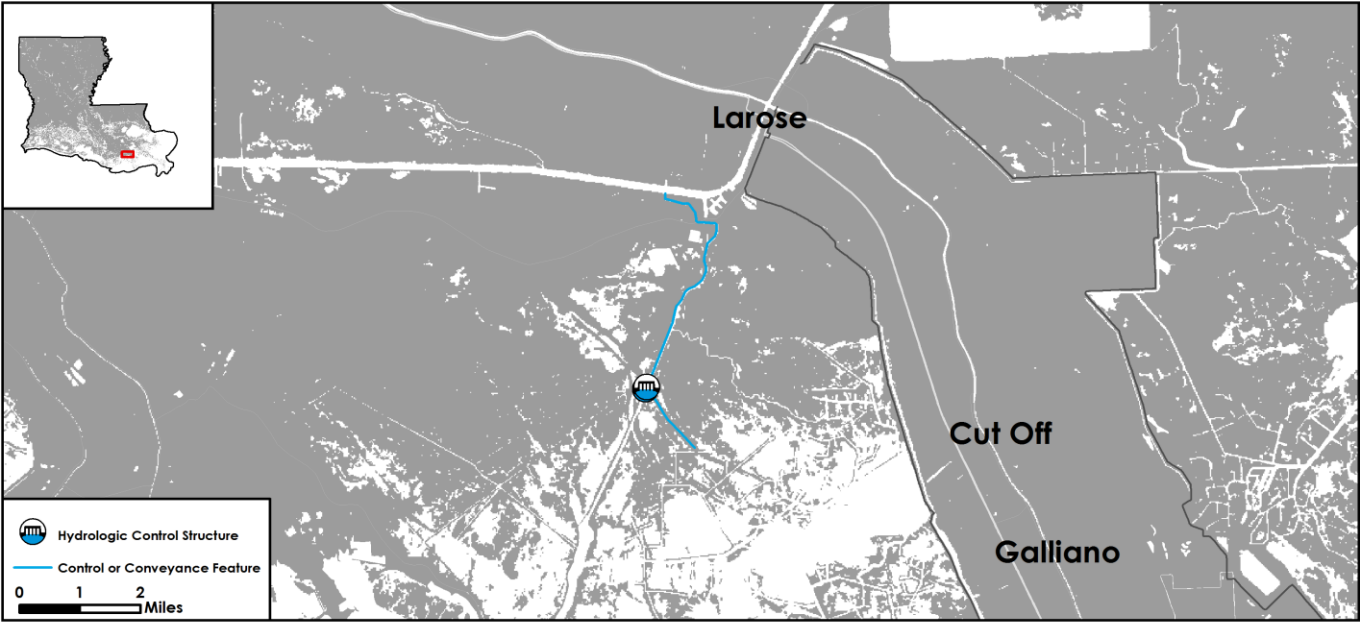 Larose
Cut Off
Galliano
Hydrologic Control Structure
Control or Conveyance Feature
0 1 2
Miles